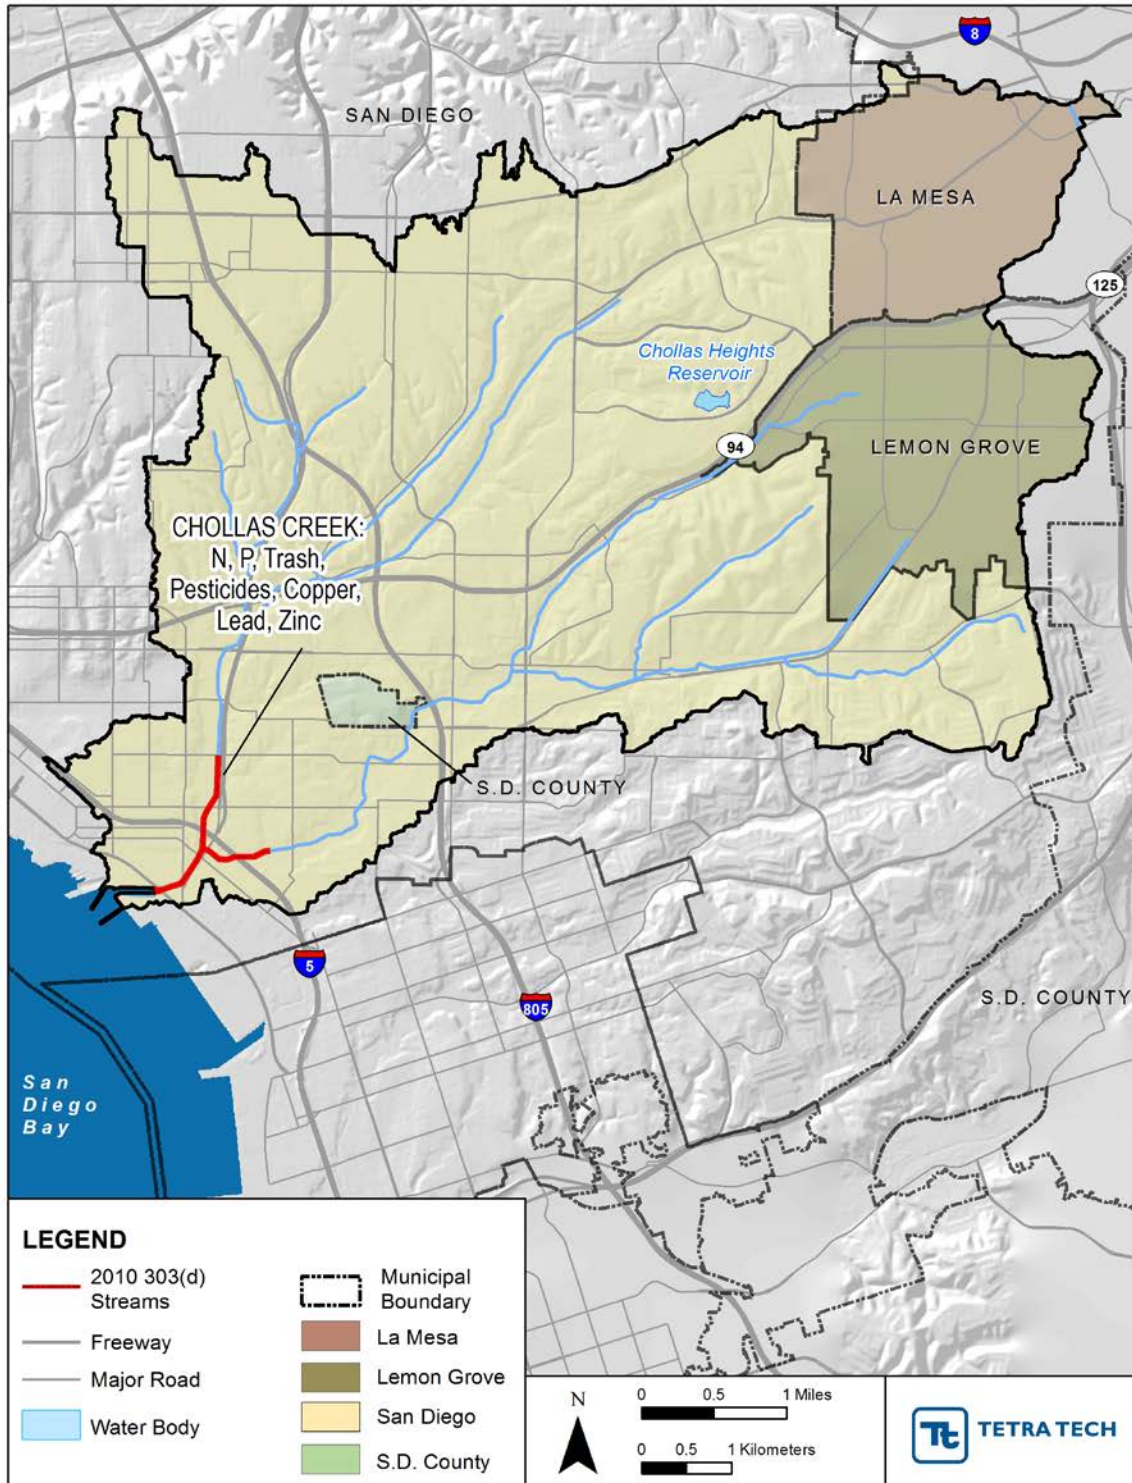 8
SAN DIEGO
LA MESA
125
Chollas Heights
Reservoir
94
LEMON GROVE
CHOLLAS CREEK:
N, P, Trash,
Pesticides, Copper,
Lead, Zinc
S.D. COUNTY
5
805
S.D. COUNTY
San
Diego
Bay
LEGEND
2010 303(d)
Streams
Freeway
Major Road
Water Body
Municipal
Boundary
La Mesa
Lemon Grove
San Diego
S.D. County
N
0 0.5 1 Miles
0 0.5 1 Kilometers
Tt TETRA TECH